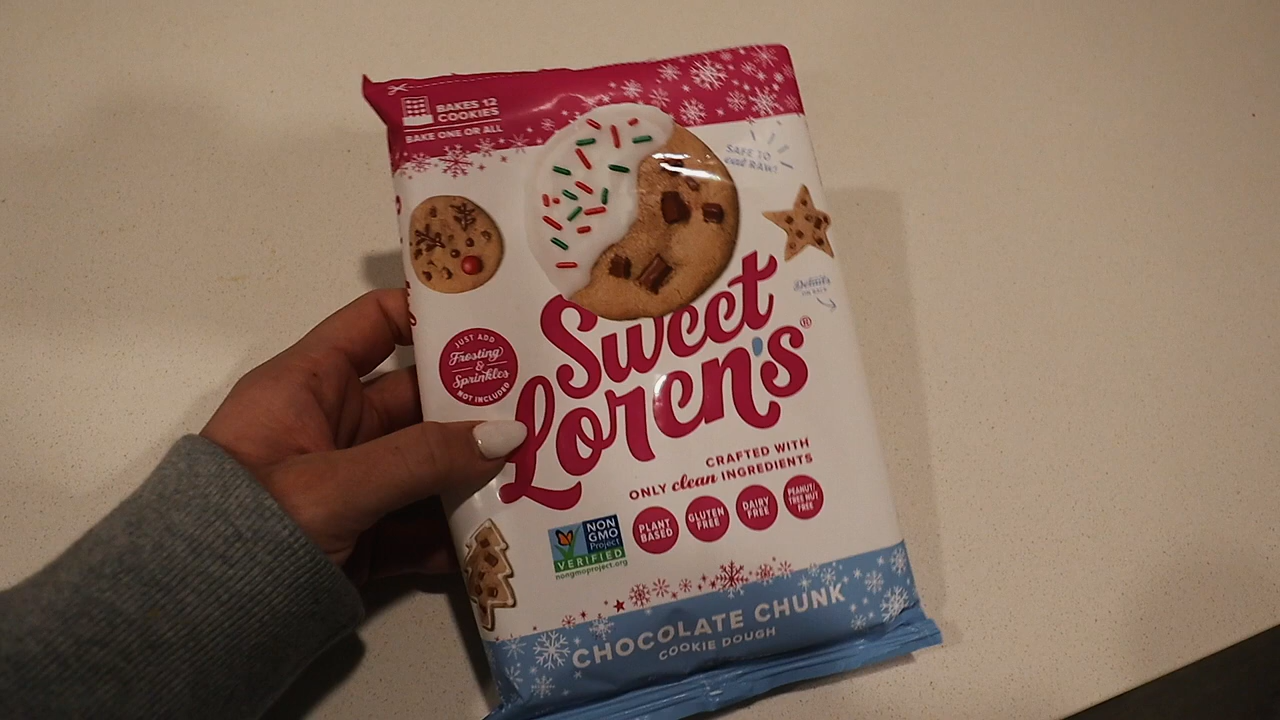 BAKES 12
COOKIES
BAKE ONE OR ALL
SAFE TO
eat RAW!
Details
ON BACK
JUST ADD
Frosting
&
Sprinkles
NOT INCLUDED
Sweet
Loren's®
CRAFTED WITH
ONLY clean INGREDIENTS
NON
GMO
Project
VERIFIED
nongmoproject.org
PLANT
BASED
GLUTEN
FREE
DAIRY
FREE
PEANUT/
TREE NUT
FREE
CHOCOLATE CHUNK
COOKIE DOUGH